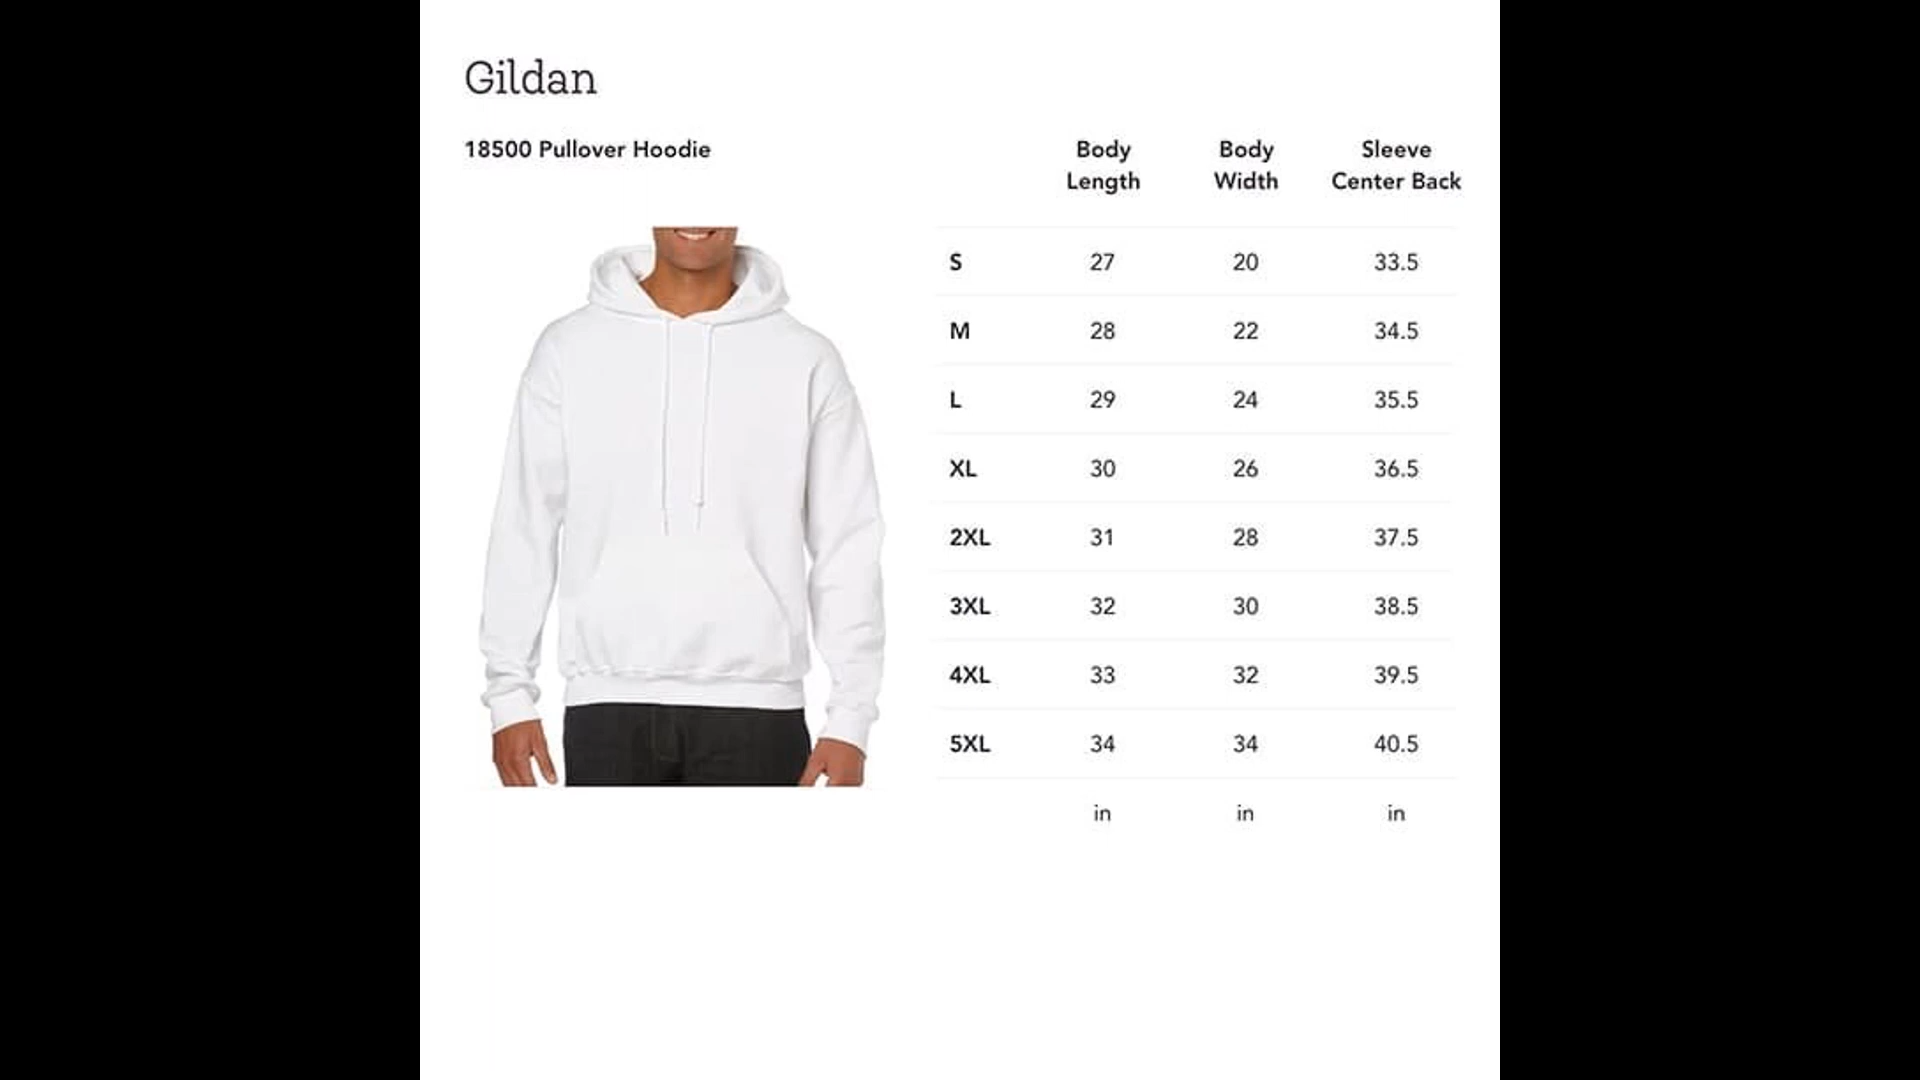 Gildan
18500 Pullover Hoodie
Body Length Body Width Sleeve Center Back
S 27 20 33.5
M 28 22 34.5
L 29 24 35.5
XL 30 26 36.5
2XL 31 28 37.5
3XL 32 30 38.5
4XL 33 32 39.5
5XL 34 34 40.5
in in in